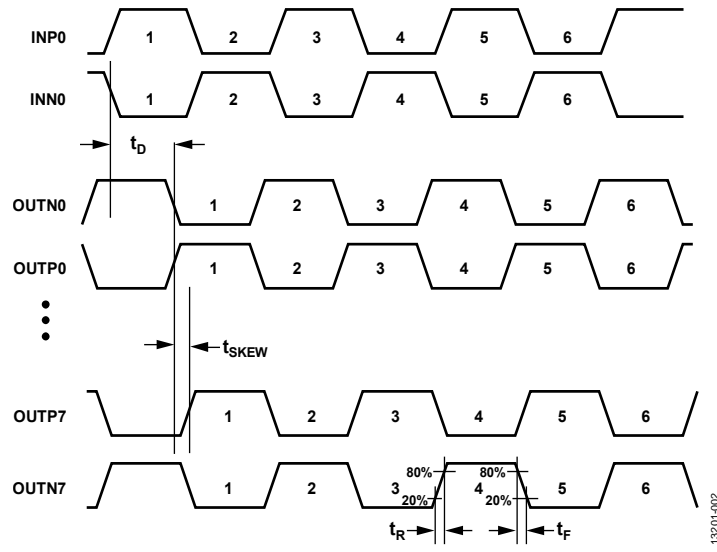 INP0 1 2 3 4 5 6
INN0 1 2 3 4 5 6
tD
OUTN0 1 2 3 4 5 6
OUTP0 1 2 3 4 5 6
tSKEW
OUTP7 1 2 3 4 5 6
OUTN7 1 2 3 4 5 6
80% 80%
20% 20%
tR tF
13201-002